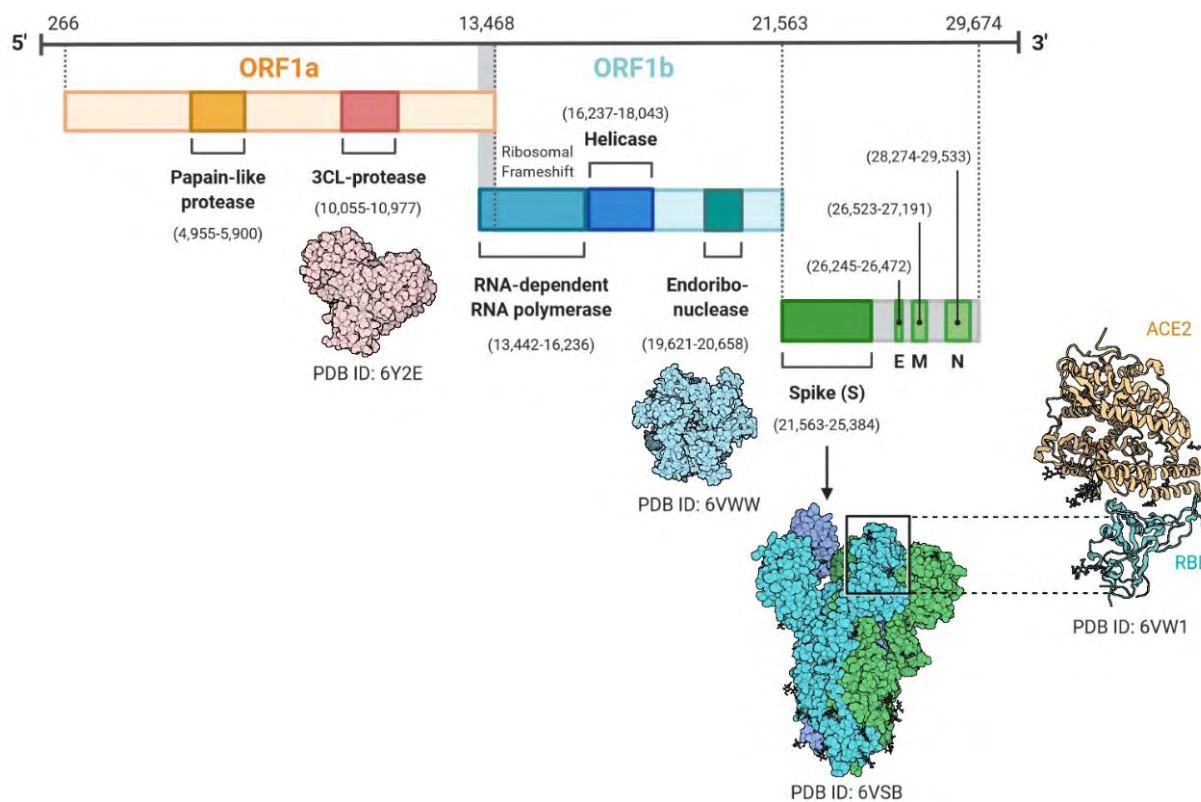 266
13,468
21,563
29,674
5'
3'
ORF1a
ORF1b
(16,237-18,043)
Helicase
Ribosomal
Frameshift
(28,274-29,533)
Papain-like
protease
(4,955-5,900)
3CL-protease
(10,055-10,977)
PDB ID: 6Y2E
(26,523-27,191)
(26,245-26,472)
RNA-dependent
RNA polymerase
(13,442-16,236)
Endoribo-
nuclease
(19,621-20,658)
PDB ID: 6VWW
E
M
N
Spike (S)
(21,563-25,384)
ACE2
PDB ID: 6VW1
PDB ID: 6VSB